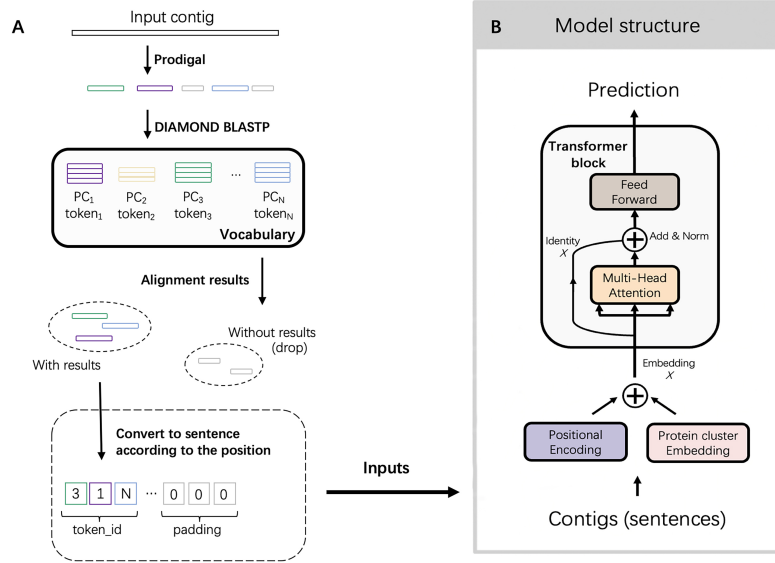 A
Input contig
Prodigal
DIAMOND BLASTP
PC1 PC2 PC3 ... PCN
token1 token2 token3 tokenN
Vocabulary
Alignment results
With results
Without results
(drop)
Convert to sentence
according to the position
3 1 N ... 0 0 0
token_id padding
Inputs
B
Model structure
Prediction
Transformer
block
Feed
Forward
Add & Norm
Identity
X
Multi-Head
Attention
Embedding
X
Positional
Encoding
Protein cluster
Embedding
Contigs (sentences)